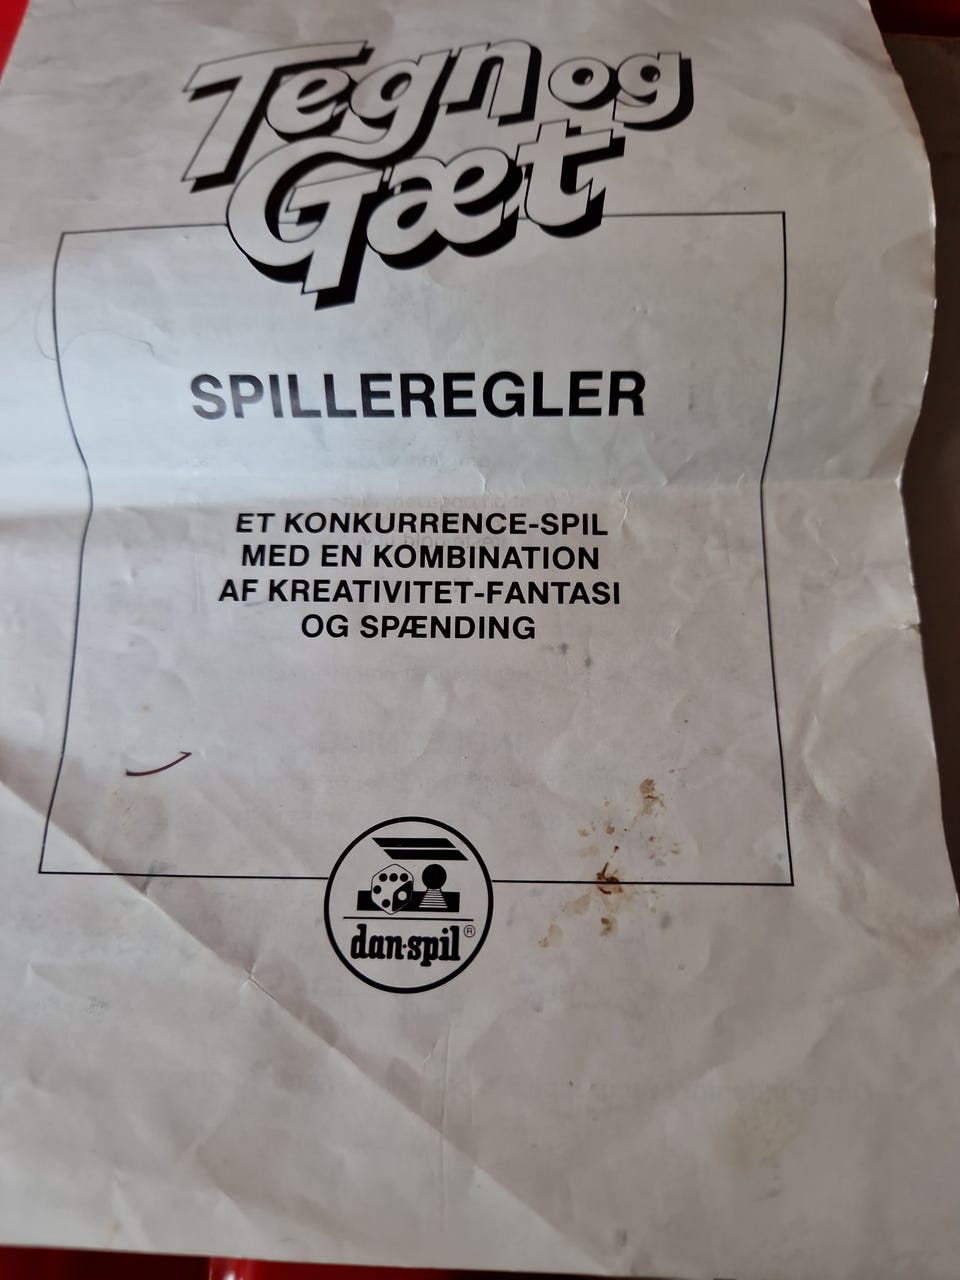 Tegn og
Gæt
SPILLEREGLER
ET KONKURRENCE-SPIL
MED EN KOMBINATION
AF KREATIVITET-FANTASI
OG SPÆNDING
dan·spil®